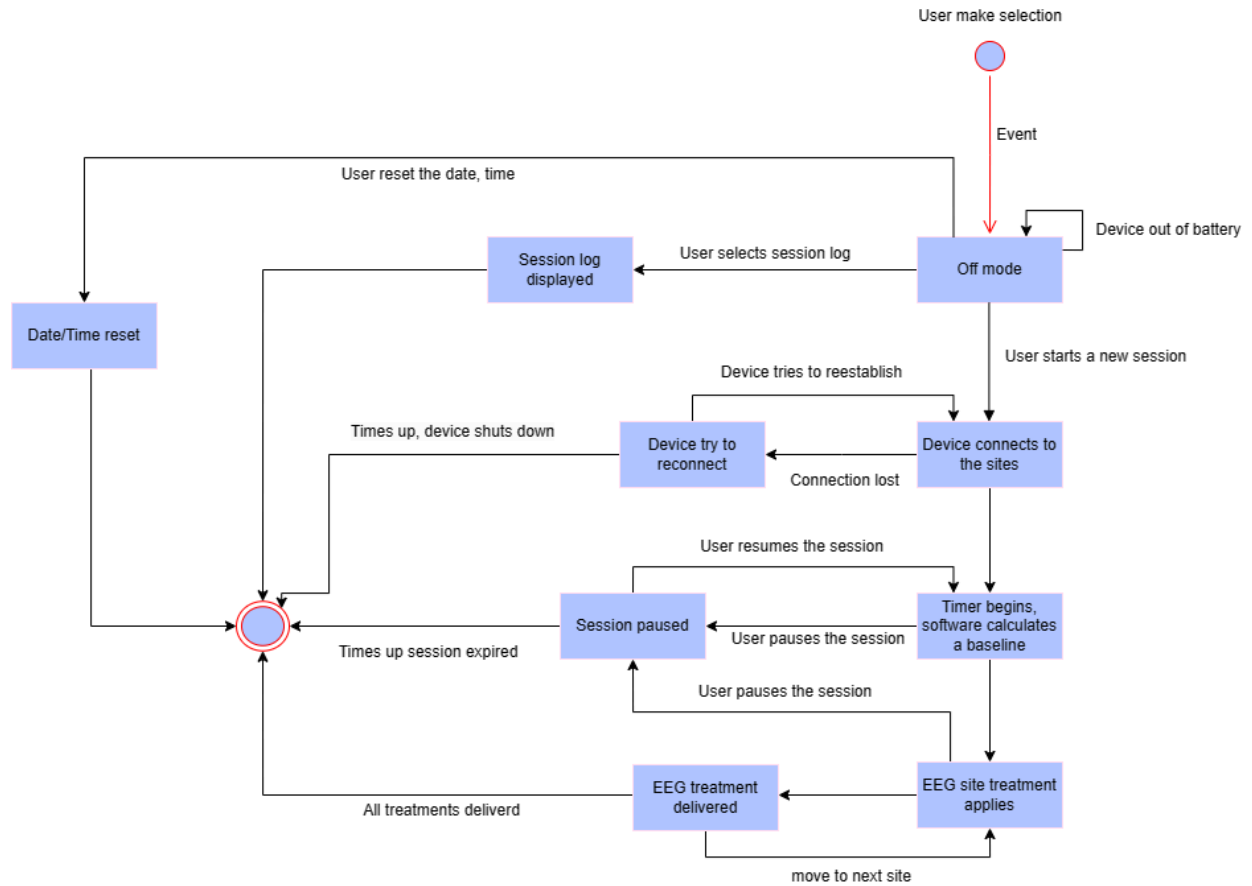 User make selection
Event
User reset the date, time
Device out of battery
Session log
displayed
User selects session log
Off mode
Date/Time reset
User starts a new session
Device tries to reestablish
Times up, device shuts down
Device try to
reconnect
Device connects to
the sites
Connection lost
User resumes the session
Session paused
Timer begins,
software calculates
a baseline
User pauses the session
Times up session expired
User pauses the session
EEG treatment
delivered
EEG site treatment
applies
All treatments deliverd
move to next site